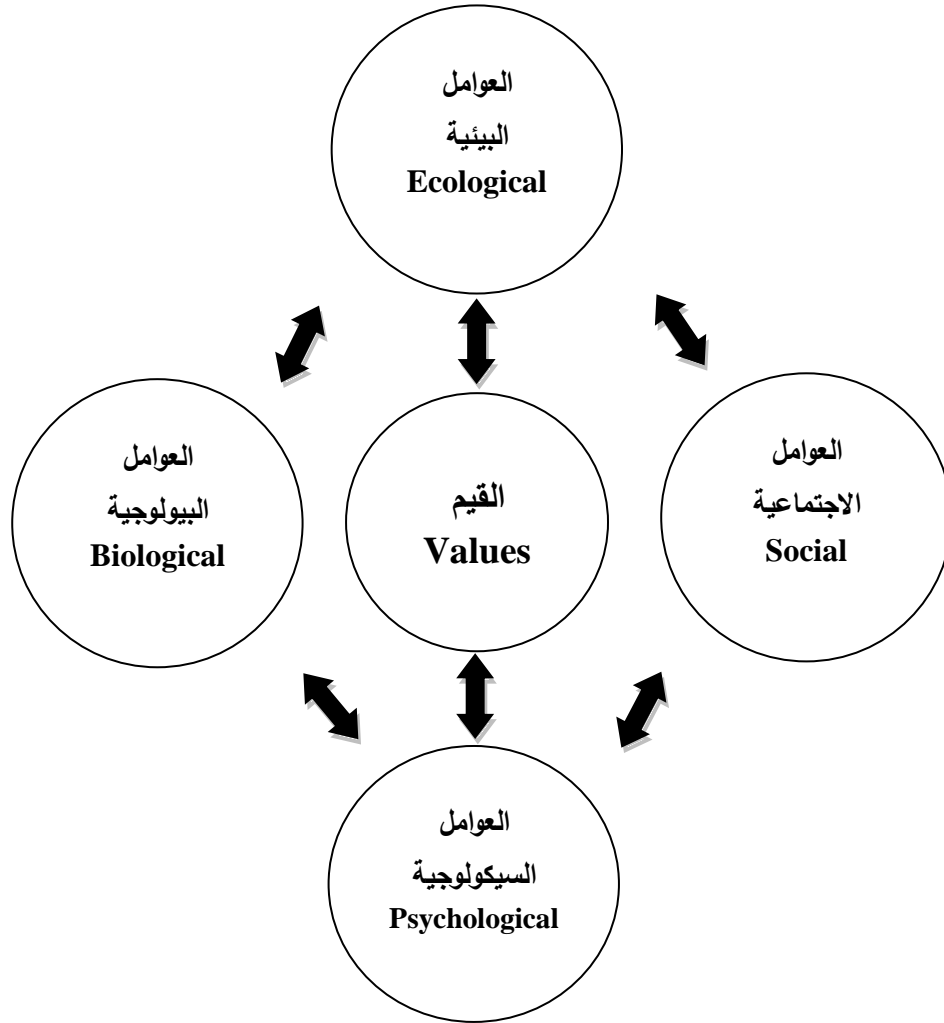 العوامل
البيئية
Ecological
العوامل
البيولوجية
Biological
القيم
Values
العوامل
الاجتماعية
Social
العوامل
السيكولوجية
Psychological